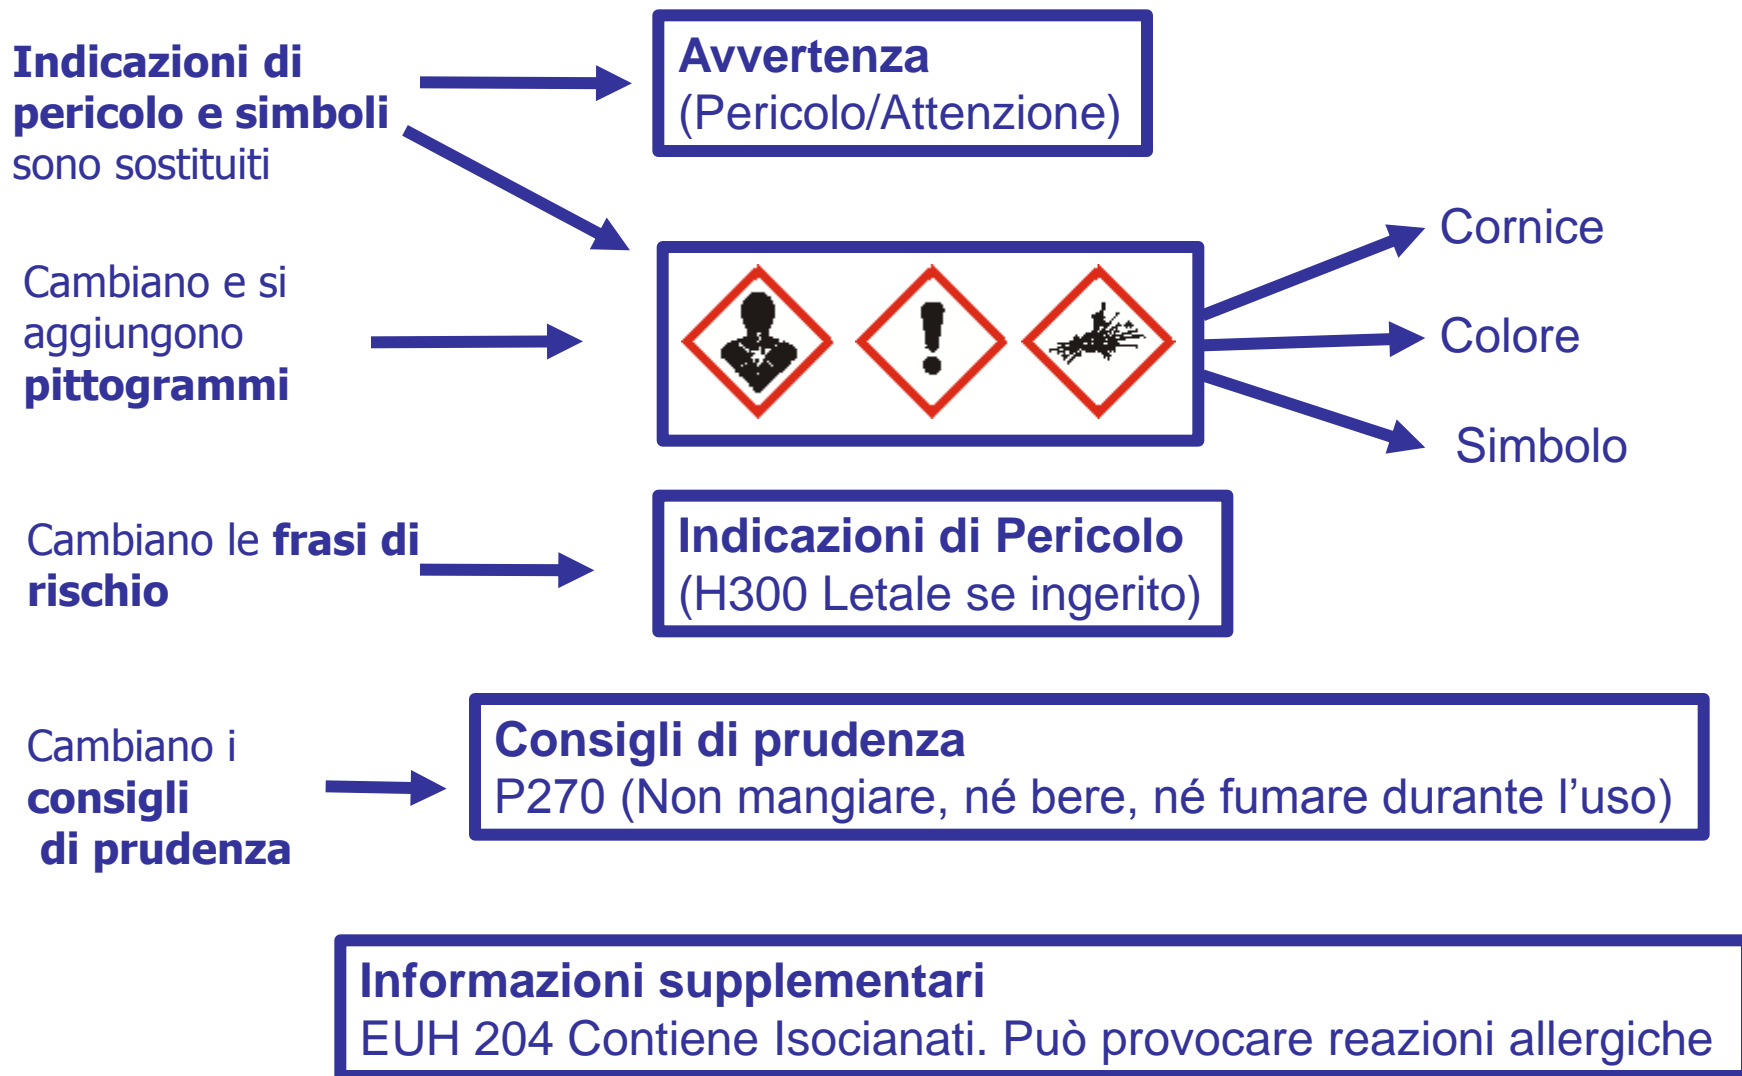 Indicazioni di
pericolo e simboli
sono sostituiti
Avvertenza
(Pericolo/Attenzione)
Cambiano e si
aggiungono
pittogrammi
Cornice
Colore
Simbolo
Cambiano le frasi di
rischio
Indicazioni di Pericolo
(H300 Letale se ingerito)
Cambiano i
consigli
di prudenza
Consigli di prudenza
P270 (Non mangiare, né bere, né fumare durante l’uso)
Informazioni supplementari
EUH 204 Contiene Isocianati. Può provocare reazioni allergiche